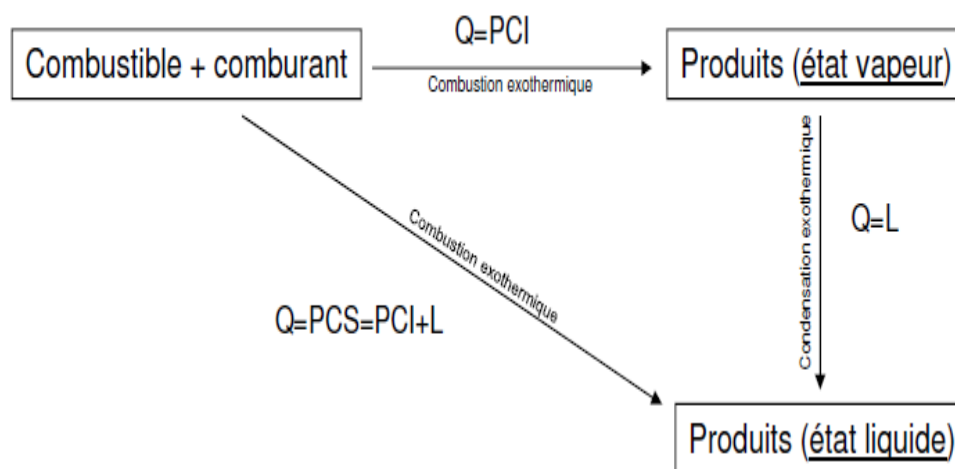 Q=PCI
Combustible + comburant
Combustion exothermique
Produits (état vapeur)
Combustion exothermique
Condensation exothermique
Q=L
Q=PCS=PCI+L
Produits (état liquide)